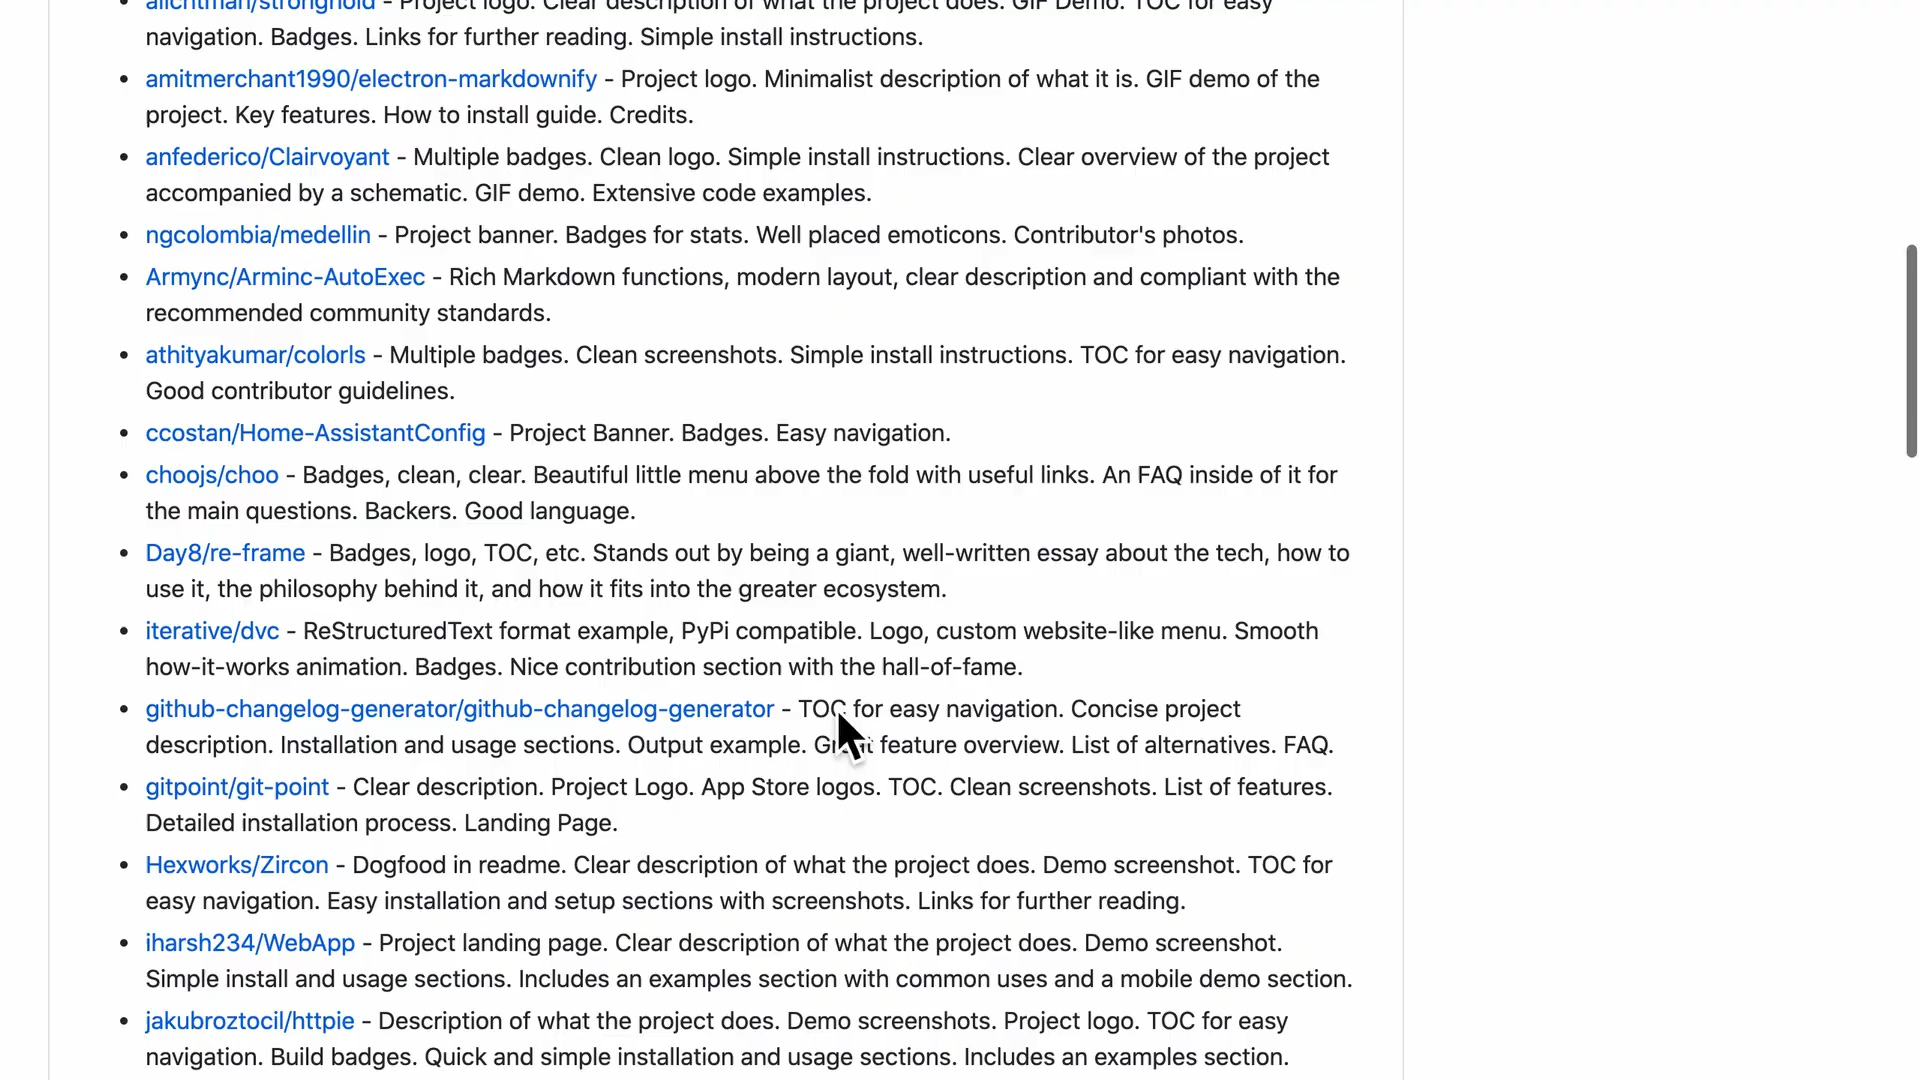 alichtman/stronghold - Project logo. Clear description of what the project does. GIF Demo. TOC for easy
navigation. Badges. Links for further reading. Simple install instructions.
• amitmerchant1990/electron-markdownify - Project logo. Minimalist description of what it is. GIF demo of the
project. Key features. How to install guide. Credits.
• anfederico/Clairvoyant - Multiple badges. Clean logo. Simple install instructions. Clear overview of the project
accompanied by a schematic. GIF demo. Extensive code examples.
• ngcolombia/medellin - Project banner. Badges for stats. Well placed emoticons. Contributor's photos.
• Armync/Arminc-AutoExec - Rich Markdown functions, modern layout, clear description and compliant with the
recommended community standards.
• athityakumar/colorls - Multiple badges. Clean screenshots. Simple install instructions. TOC for easy navigation.
Good contributor guidelines.
• ccostan/Home-AssistantConfig - Project Banner. Badges. Easy navigation.
• choojs/choo - Badges, clean, clear. Beautiful little menu above the fold with useful links. An FAQ inside of it for
the main questions. Backers. Good language.
• Day8/re-frame - Badges, logo, TOC, etc. Stands out by being a giant, well-written essay about the tech, how to
use it, the philosophy behind it, and how it fits into the greater ecosystem.
• iterative/dvc - ReStructuredText format example, PyPi compatible. Logo, custom website-like menu. Smooth
how-it-works animation. Badges. Nice contribution section with the hall-of-fame.
• github-changelog-generator/github-changelog-generator - TOC for easy navigation. Concise project
description. Installation and usage sections. Output example. Great feature overview. List of alternatives. FAQ.
• gitpoint/git-point - Clear description. Project Logo. App Store logos. TOC. Clean screenshots. List of features.
Detailed installation process. Landing Page.
• Hexworks/Zircon - Dogfood in readme. Clear description of what the project does. Demo screenshot. TOC for
easy navigation. Easy installation and setup sections with screenshots. Links for further reading.
• iharsh234/WebApp - Project landing page. Clear description of what the project does. Demo screenshot.
Simple install and usage sections. Includes an examples section with common uses and a mobile demo section.
• jakubroztocil/httpie - Description of what the project does. Demo screenshots. Project logo. TOC for easy
navigation. Build badges. Quick and simple installation and usage sections. Includes an examples section.